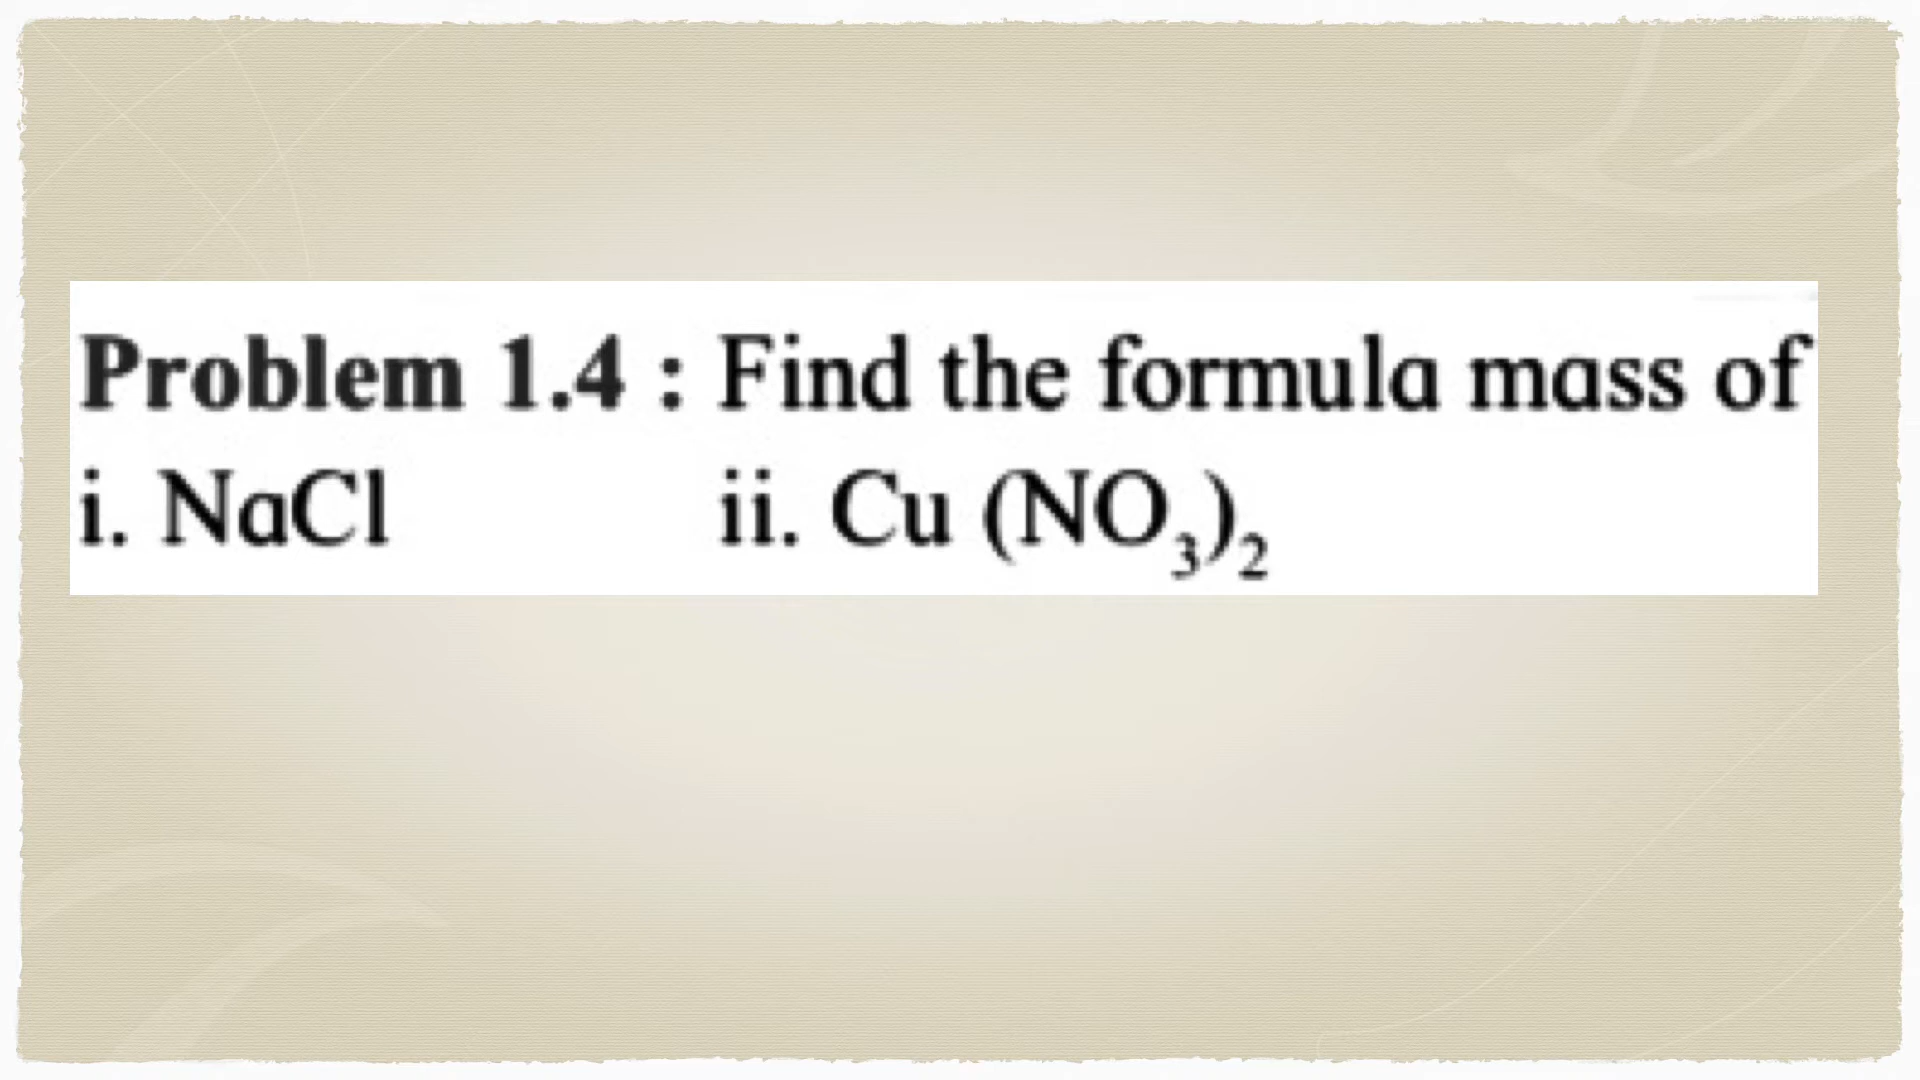 Problem 1.4 : Find the formula mass of
i. NaCl ii. Cu (NO₃)₂